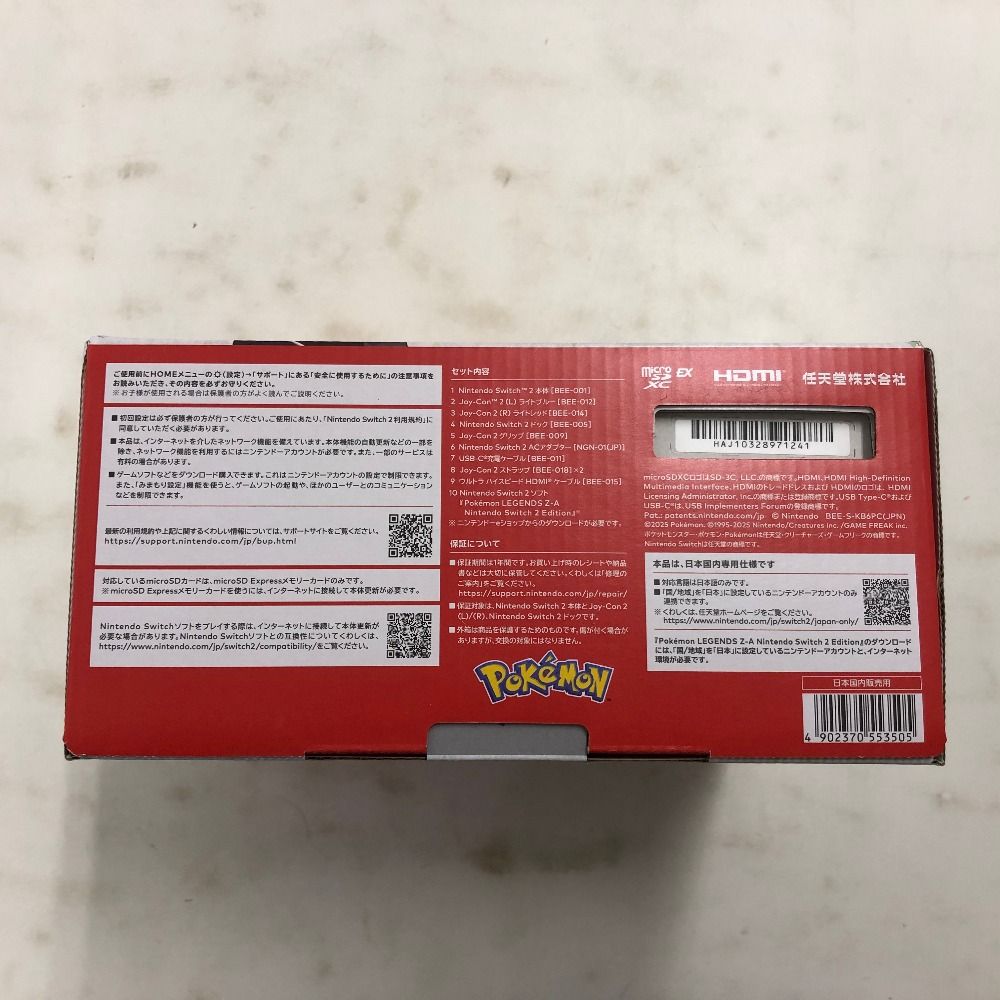 ご使用前にHOMEメニューの(設定)→「サポート」にある「安全に使用するために」の注意事項を
お読みいただき、その内容を必ずお守りください。
※お子様が使用される場合は保護者の方がよく読んでご説明ください。
■初回設定は必ず保護者の方が行ってください。ご使用にあたり、「Nintendo Switch 2利用規約」に
同意していただく必要があります。
■本品は、インターネットを介したネットワーク機能を備えています。本体機能の自動更新などの一部を
除き、ネットワーク機能を利用するにはニンテンドーアカウントが必要です。また、一部のサービスは
有料の場合があります。
■ゲームソフトなどをダウンロード購入できます。これはニンテンドーアカウントの設定で制限できます。
また、「みまもり設定」機能を使うと、ゲームソフトの起動や、ほかのユーザーとのコミュニケーション
などを制限できます。
最新の利用規約や上記に関するくわしい情報については、サポートサイトをご覧ください。
https://support.nintendo.com/jp/bup.html
対応しているmicroSDカードは、microSD Expressメモリーカードのみです。
※microSD Expressメモリーカードを使うには、インターネットに接続して本体更新が必要です。
Nintendo Switchソフトをプレイする際は、インターネットに接続して本体更新が
必要な場合があります。Nintendo Switchソフトとの互換性についてくわしくは、
https://www.nintendo.com/jp/switch2/compatibility/をご覧ください。
セット内容
1 Nintendo Switch™ 2 本体 [BEE-001]
2 Joy-Con™ 2 (L) ライトブルー [BEE-012]
3 Joy-Con 2 (R) ライトレッド [BEE-014]
4 Nintendo Switch 2 ドック [BEE-005]
5 Joy-Con 2 グリップ [BEE-009]
6 Nintendo Switch 2 ACアダプター [NGN-01(JP)]
7 USB C®充電ケーブル [BEE-011]
8 Joy-Con 2 ストラップ [BEE-018]×2
9 ウルトラ ハイスピード HDMI®ケーブル [BEE-015]
10 Nintendo Switch 2ソフト
『Pokémon LEGENDS Z-A
Nintendo Switch 2 Edition』
※ニンテンドーeショップからのダウンロードが必要です。
保証について
■保証期間は1年間です。お買い上げ時のレシートや納品
書などは大切に保管してください。くわしくは「修理の
ご案内」をご覧ください。
https://support.nintendo.com/jp/repair/
■保証対象は、Nintendo Switch 2 本体とJoy-Con 2
(L)/(R)、Nintendo Switch 2ドックです。
■外箱は商品を保護するためのものです。傷が付く場合が
ありますが、交換の対象にはなりません。
POKéMON
micro SD XC EX HDMI 任天堂株式会社
HAJ10328971241
microSDXCロゴはSD-3C, LLCの商標です。HDMI、HDMI High-Definition
Multimedia Interface、HDMIのトレードドレスおよび HDMIのロゴは、HDMI
Licensing Administrator, Inc.の商標または登録商標です。USB Type-C®および
USB-C®は、USB Implementers Forumの登録商標です。
Pat.: patents.nintendo.com/jp © Nintendo BEE-S-KB6PC(JPN)
©2025 Pokémon. ©1995-2025 Nintendo/Creatures Inc. /GAME FREAK inc.
ポケットモンスター・ポケモン・Pokémonは任天堂・クリーチャーズ・ゲームフリークの商標です。
Nintendo Switchは任天堂の商標です。
本品は、日本国内専用仕様です
■対応言語は日本語のみです。
■「国/地域」を「日本」に設定しているニンテンドーアカウントのみ
連携できます。
※くわしくは、任天堂ホームページをご覧ください。
https://www.nintendo.com/jp/switch2/japan-only/
『Pokémon LEGENDS Z-A Nintendo Switch 2 Edition』のダウンロード
には、「国/地域」を「日本」に設定しているニンテンドーアカウントと、インターネット
環境が必要です。
日本国内販売用
4 902370 553505